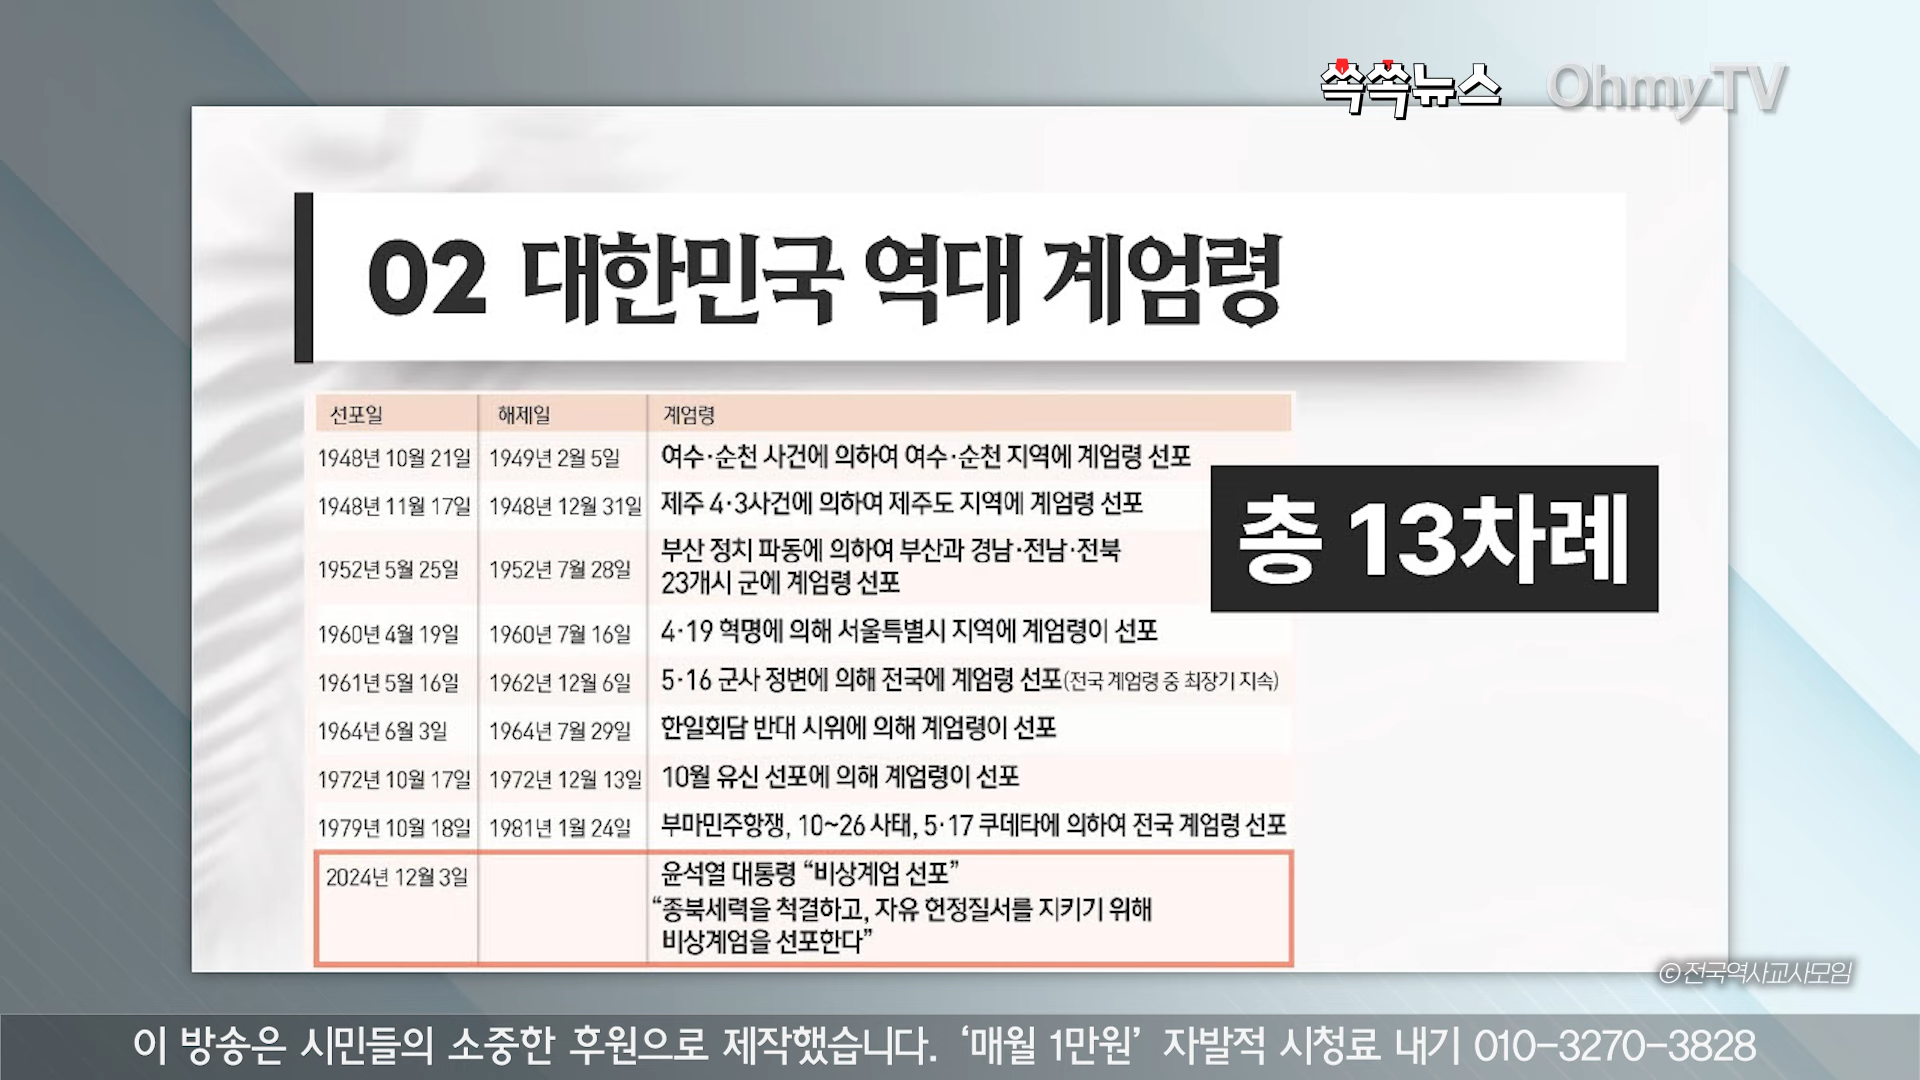 쏙쏙뉴스 OhmyTV
02 대한민국 역대 계엄령
선포일 해제일 계엄령
1948년 10월 21일 1949년 2월 5일 여수·순천 사건에 의하여 여수·순천 지역에 계엄령 선포
1948년 11월 17일 1948년 12월 31일 제주 4·3사건에 의하여 제주도 지역에 계엄령 선포
1952년 5월 25일 1952년 7월 28일 부산 정치 파동에 의하여 부산과 경남·전남·전북
23개시 군에 계엄령 선포
총 13차례
1960년 4월 19일 1960년 7월 16일 4·19 혁명에 의해 서울특별시 지역에 계엄령이 선포
1961년 5월 16일 1962년 12월 6일 5·16 군사 정변에 의해 전국에 계엄령 선포(전국 계엄령 중 최장기 지속)
1964년 6월 3일 1964년 7월 29일 한일회담 반대 시위에 의해 계엄령이 선포
1972년 10월 17일 1972년 12월 13일 10월 유신 선포에 의해 계엄령이 선포
1979년 10월 18일 1981년 1월 24일 부마민주항쟁, 10~26 사태, 5·17 쿠데타에 의하여 전국 계엄령 선포
2024년 12월 3일 윤석열 대통령 “비상계엄 선포”
“종북세력을 척결하고, 자유 헌정질서를 지키기 위해
비상계엄을 선포한다”
ⓒ 전국역사교사모임
이 방송은 시민들의 소중한 후원으로 제작했습니다. ‘매월 1만원’ 자발적 시청료 내기 010-3270-3828